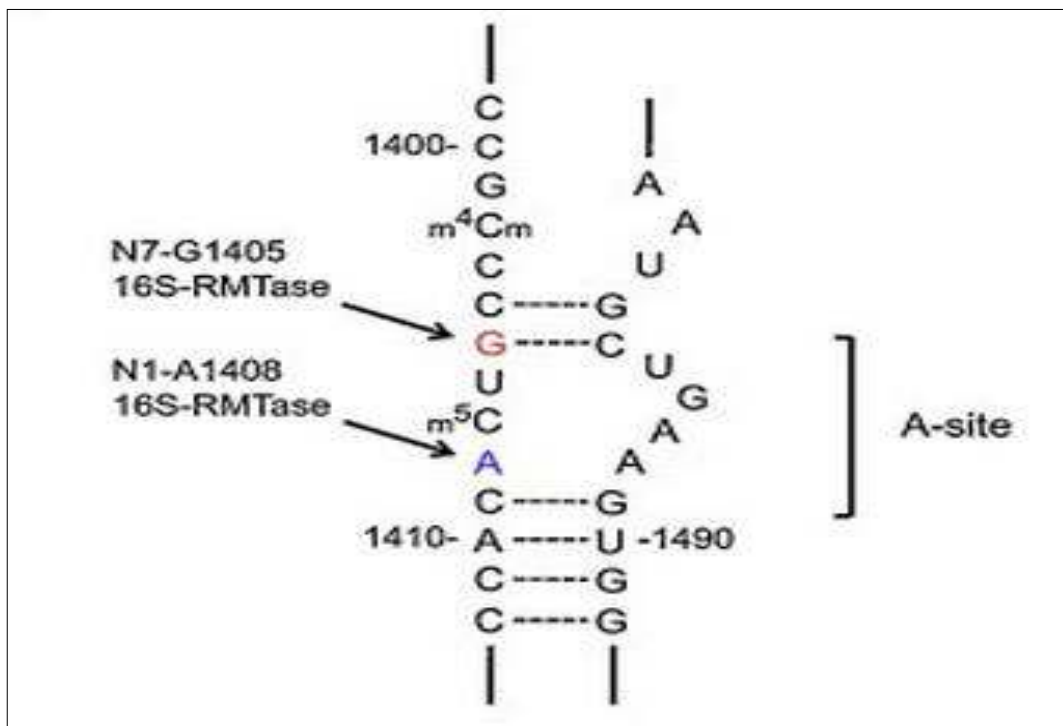 C
1400- C
G
m⁴Cm
C
C ----- G
G ----- C
U
m⁵C
A
C ----- G
1410- A ----- U -1490
C ----- G
C ----- G
A
A
U
U
G
A
A
N7-G1405
16S-RMTase
N1-A1408
16S-RMTase
A-site